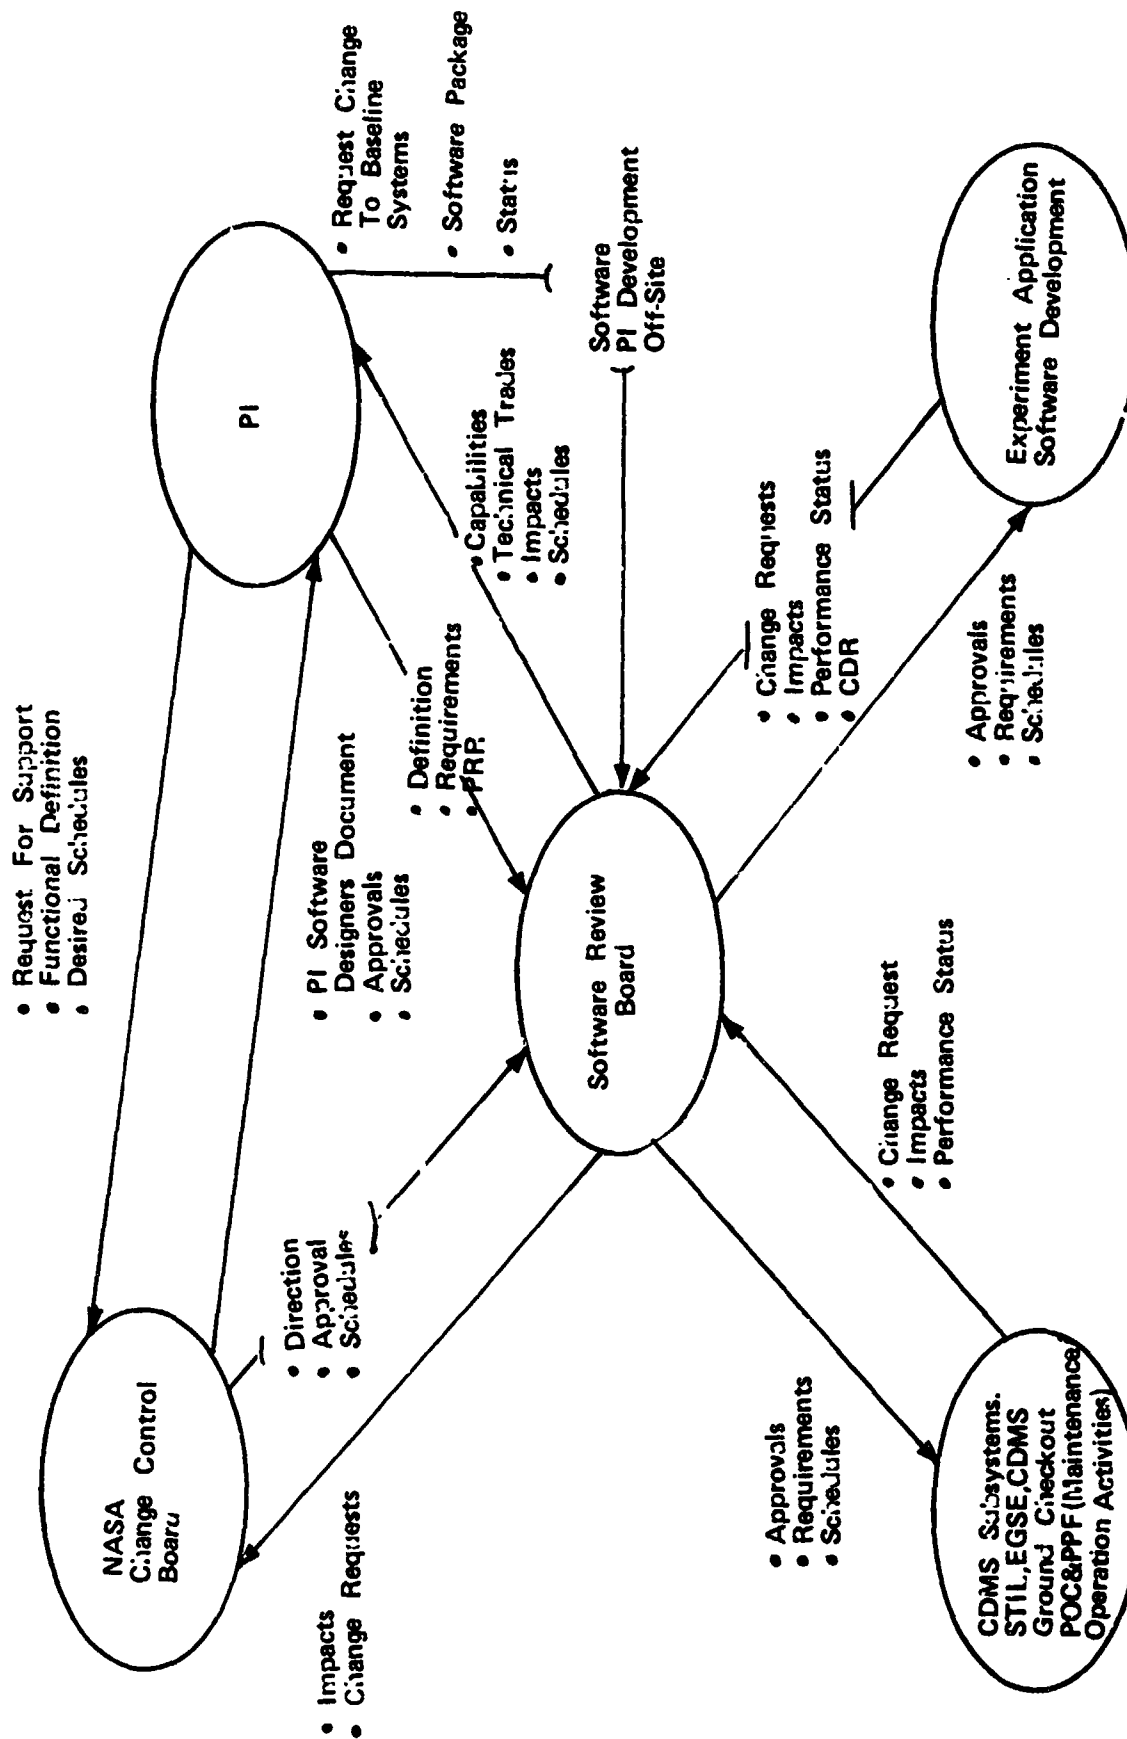 • Request For Support
• Functional Definition
• Desired Schedules
NASA
Change Control
Board
PI
• Request Change
To Baseline
Systems
• Software Package
• Status
• PI Software
Designers Document
• Approvals
• Schedules
• Direction
• Approval
• Schedules
• Impacts
• Change Requests
• Definition
• Requirements
• PRR
• Capabilities
• Technical Trades
• Impacts
• Schedules
Software
PI Development
Off-Site
Software Review
Board
• Change Requests
• Impacts
• Performance Status
• CDR
• Approvals
• Requirements
• Schedules
• Change Request
• Impacts
• Performance Status
• Approvals
• Requirements
• Schedules
CDMS Subsystems.
STIL,EGSE,CDMS
Ground Checkout
POC&PPF(Maintenance,
Operation Activities)
Experiment Application
Software Development